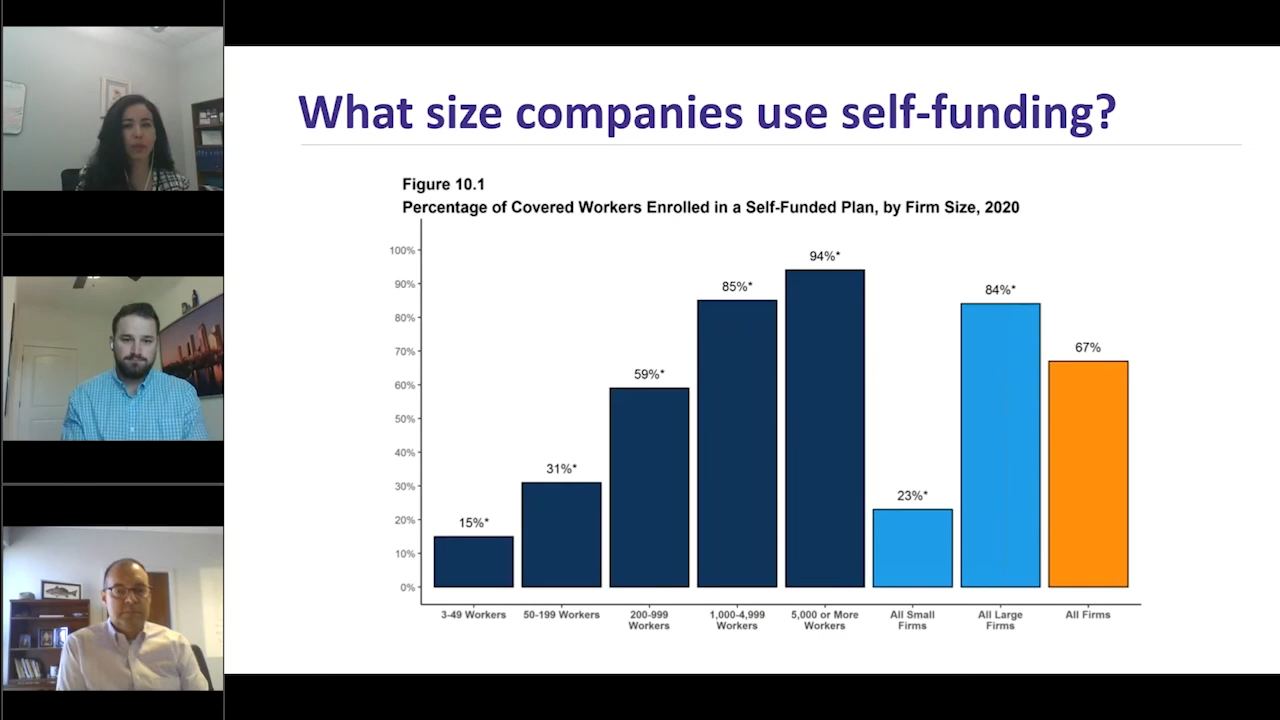 What size companies use self-funding?
Figure 10.1
Percentage of Covered Workers Enrolled in a Self-Funded Plan, by Firm Size, 2020
100%
90%
80%
70%
60%
50%
40%
30%
20%
10%
0%
15%*
31%*
59%*
85%*
94%*
23%*
84%*
67%
3-49 Workers
50-199 Workers
200-999
Workers
1,000-4,999
Workers
5,000 or More
Workers
All Small
Firms
All Large
Firms
All Firms